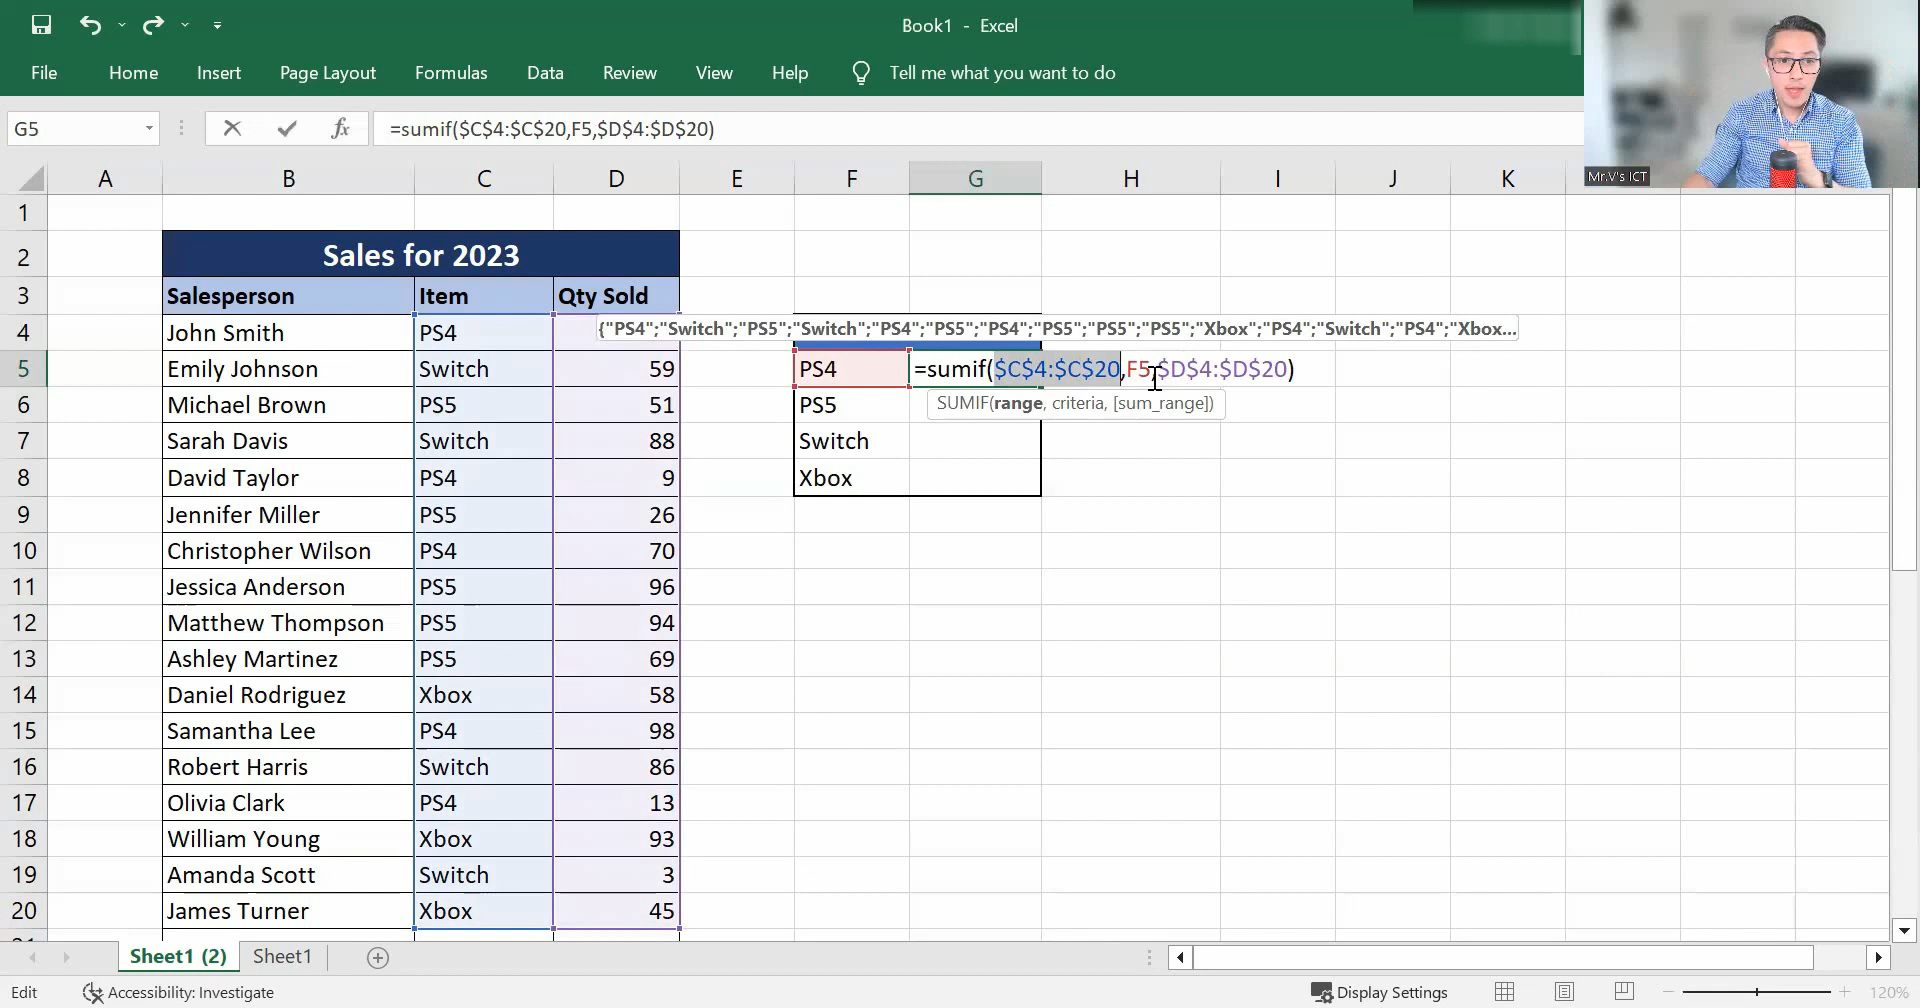 Book1 - Excel
File Home Insert Page Layout Formulas Data Review View Help Tell me what you want to do
G5 fx =sumif($C$4:$C$20,F5,$D$4:$D$20)
Mr.V's ICT
A B C D E F G H I J K
1
2 Sales for 2023
3 Salesperson Item Qty Sold
4 John Smith PS4 {"PS4";"Switch";"PS5";"Switch";"PS4";"PS5";"PS4";"PS5";"PS5";"PS5";"Xbox";"PS4";"Switch";"PS4";"Xbox...
5 Emily Johnson Switch 59 PS4 =sumif($C$4:$C$20,F5,$D$4:$D$20)
SUMIF(range, criteria, [sum_range])
6 Michael Brown PS5 51 PS5
7 Sarah Davis Switch 88 Switch
8 David Taylor PS4 9 Xbox
9 Jennifer Miller PS5 26
10 Christopher Wilson PS4 70
11 Jessica Anderson PS5 96
12 Matthew Thompson PS5 94
13 Ashley Martinez PS5 69
14 Daniel Rodriguez Xbox 58
15 Samantha Lee PS4 98
16 Robert Harris Switch 86
17 Olivia Clark PS4 13
18 William Young Xbox 93
19 Amanda Scott Switch 3
20 James Turner Xbox 45
Sheet1 (2) Sheet1
Edit Accessibility: Investigate Display Settings 120%